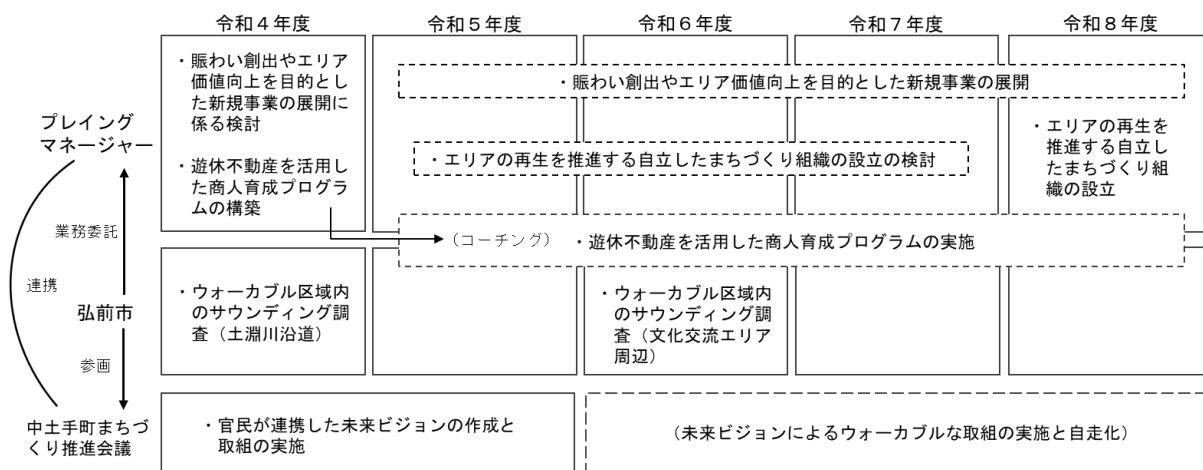 令和４年度
令和５年度
令和６年度
令和７年度
令和８年度
プレイング
マネージャー
・賑わい創出やエリア
価値向上を目的とし
た新規事業の展開に
係る検討
・遊休不動産を活用し
た商人育成プログラ
ムの構築
・賑わい創出やエリア価値向上を目的とした新規事業の展開
・エリアの再生を推進する自立したまちづくり組織の設立の検討
・エリアの再生を
推進する自立し
たまちづくり組
織の設立
（コーチング）　・遊休不動産を活用した商人育成プログラムの実施
業務委託
連携
弘前市
参画
・ウォーカブル区域内
のサウンディング調
査（土淵川沿道）
・ウォーカブル区域内
のサウンディング調
査（文化交流エリア
周辺）
中土手町まちづ
くり推進会議
・官民が連携した未来ビジョンの作成と
取組の実施
（未来ビジョンによるウォーカブルな取組の実施と自走化）